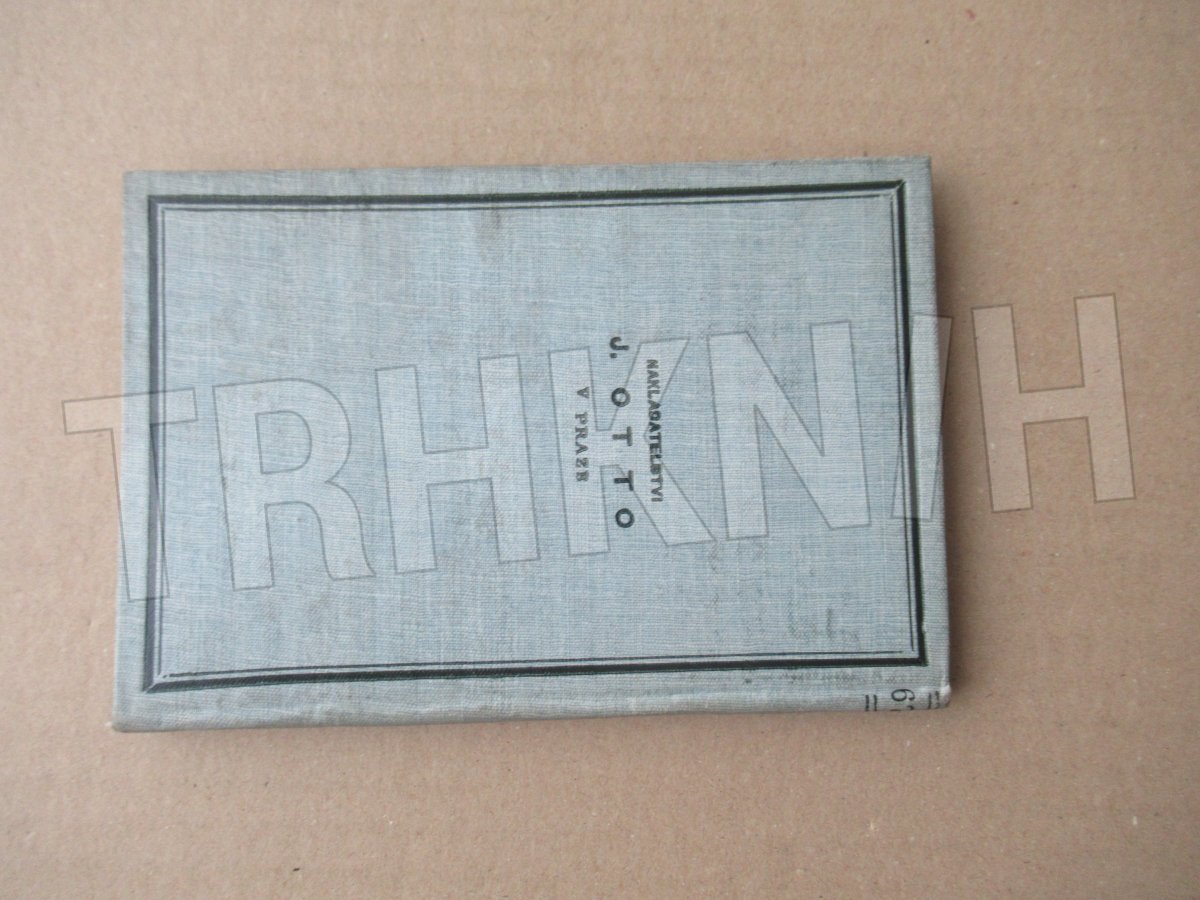 NAKLADATELSTVÍ
J. OTTO
V PRAZE
TRHKNIH